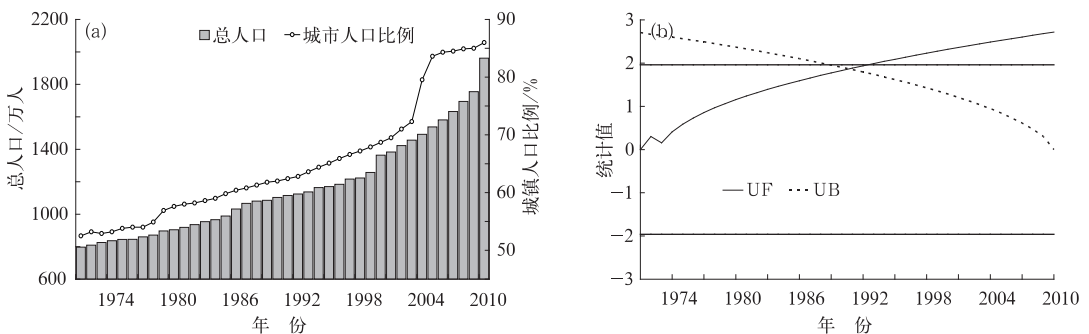 (a)
总人口
城市人口比例
总人口/万人
2200
1800
1400
1000
600
城镇人口比例/%
90
80
70
60
50
1974
1980
1986
1992
1998
2004
2010
年 份
(b)
统计值
3
2
1
0
−1
−2
−3
UF
UB
1974
1980
1986
1992
1998
2004
2010
年 份